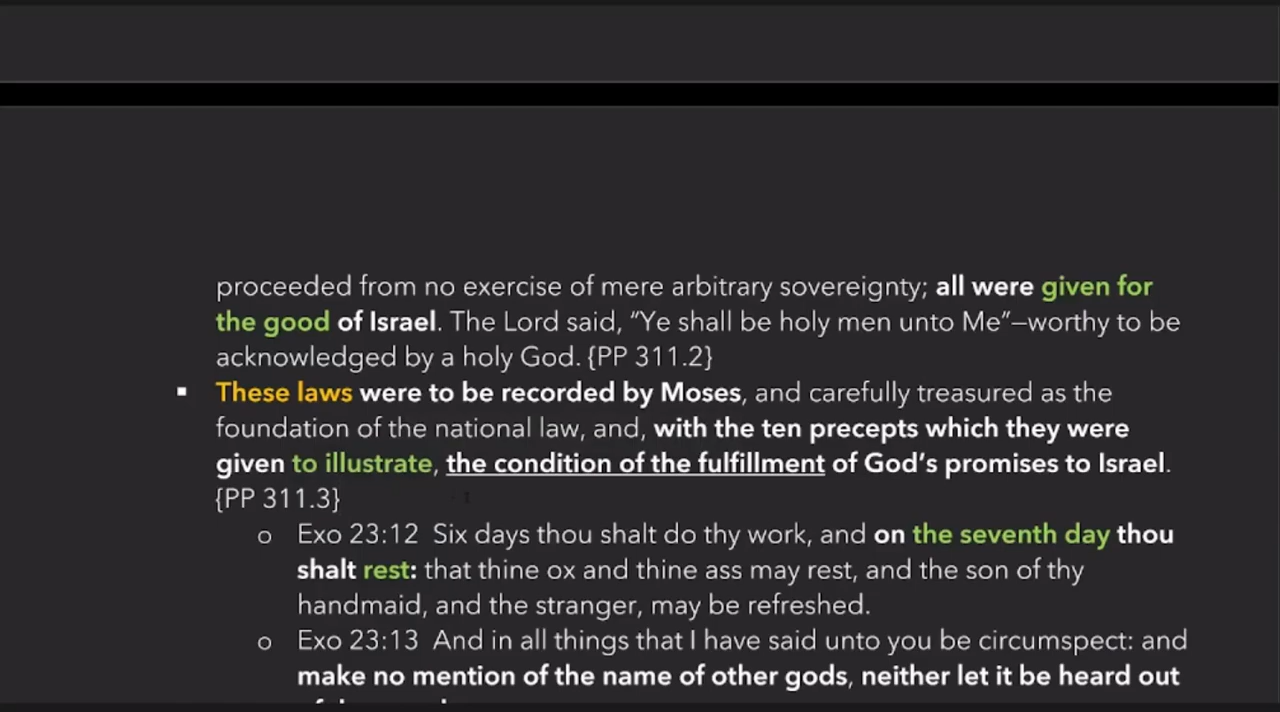 proceeded from no exercise of mere arbitrary sovereignty; all were given for
the good of Israel. The Lord said, “Ye shall be holy men unto Me”—worthy to be
acknowledged by a holy God. {PP 311.2}
▪ These laws were to be recorded by Moses, and carefully treasured as the
foundation of the national law, and, with the ten precepts which they were
given to illustrate, the condition of the fulfillment of God’s promises to Israel.
{PP 311.3}
o Exo 23:12 Six days thou shalt do thy work, and on the seventh day thou
shalt rest: that thine ox and thine ass may rest, and the son of thy
handmaid, and the stranger, may be refreshed.
o Exo 23:13 And in all things that I have said unto you be circumspect: and
make no mention of the name of other gods, neither let it be heard out